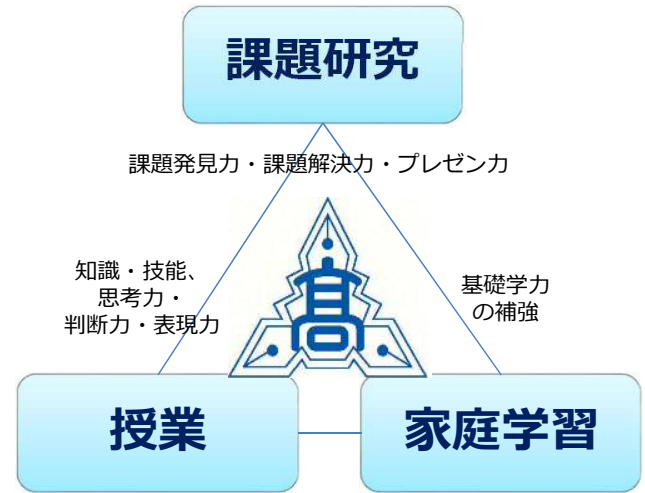 課題研究
課題発見力・課題解決力・プレゼン力
知識・技能、
思考力・
判断力・表現力
基礎学力
の補強
髙
授業
家庭学習